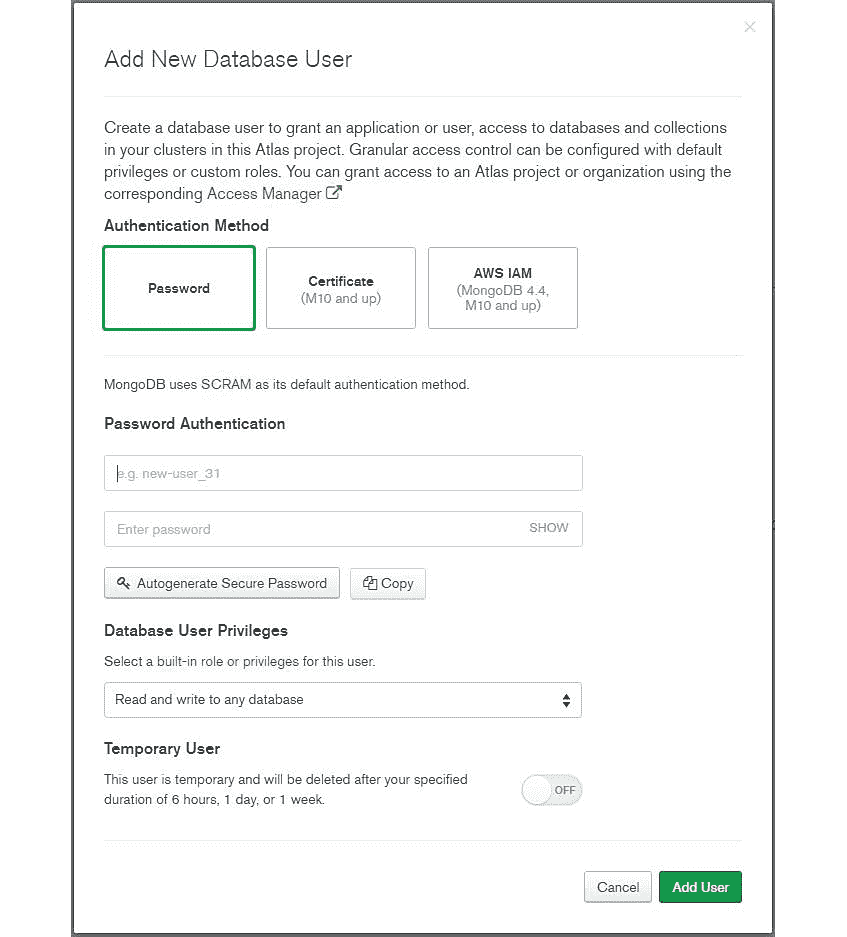 Add New Database User
Create a database user to grant an application or user, access to databases and collections
in your clusters in this Atlas project. Granular access control can be configured with default
privileges or custom roles. You can grant access to an Atlas project or organization using the
corresponding Access Manager
Authentication Method
Password
Certificate
(M10 and up)
AWS IAM
(MongoDB 4.4,
M10 and up)
MongoDB uses SCRAM as its default authentication method.
Password Authentication
e.g. new-user_31
Enter password SHOW
Autogenerate Secure Password Copy
Database User Privileges
Select a built-in role or privileges for this user.
Read and write to any database
Temporary User
This user is temporary and will be deleted after your specified
duration of 6 hours, 1 day, or 1 week.
OFF
Cancel Add User